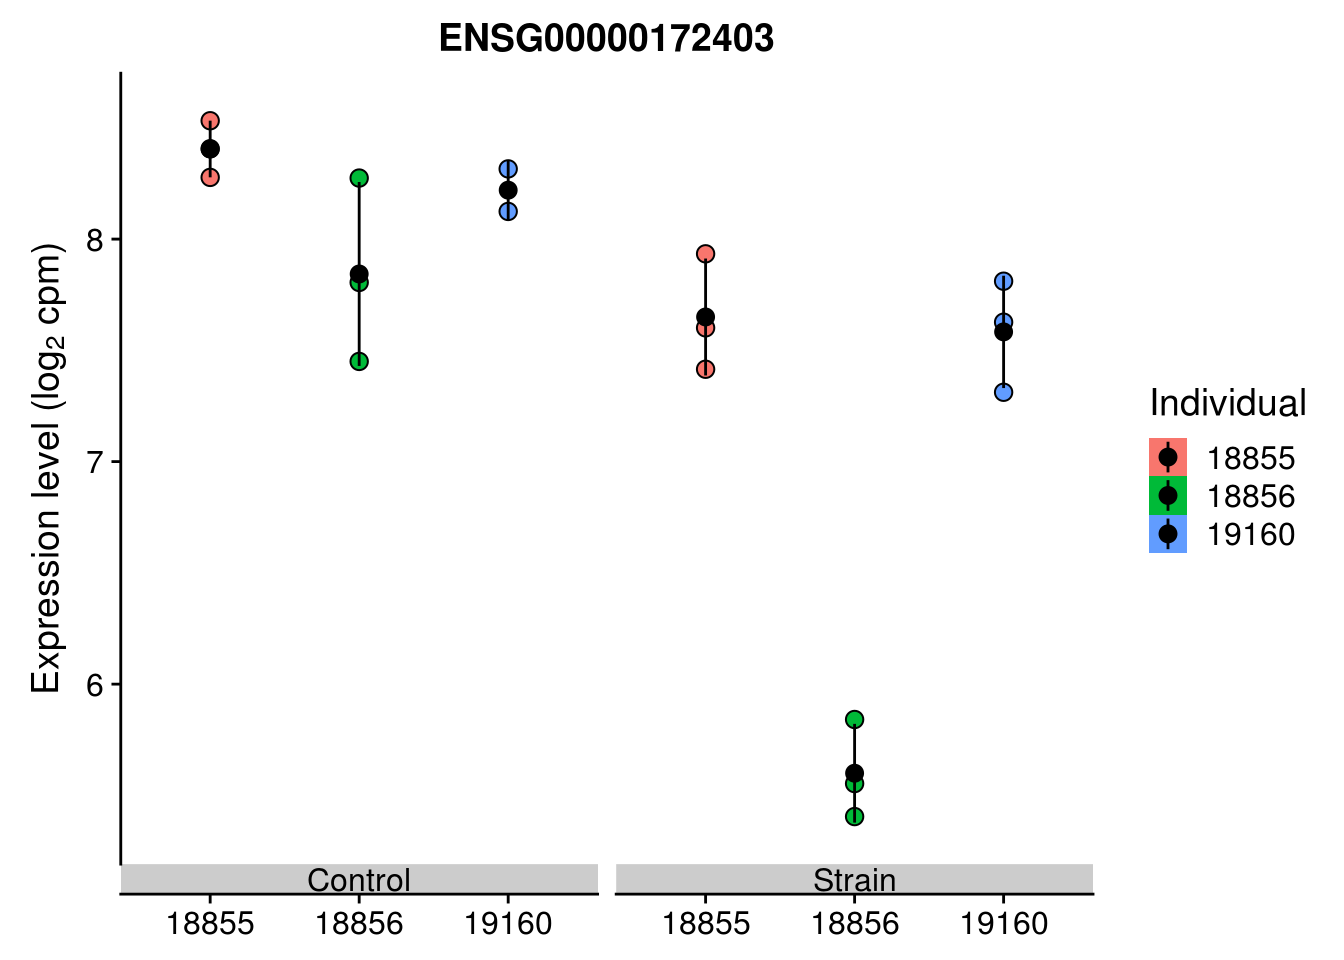 ENSG00000172403
Expression level (log₂ cpm)
8
7
6
Control
Strain
18855
18856
19160
18855
18856
19160
Individual
18855
18856
19160